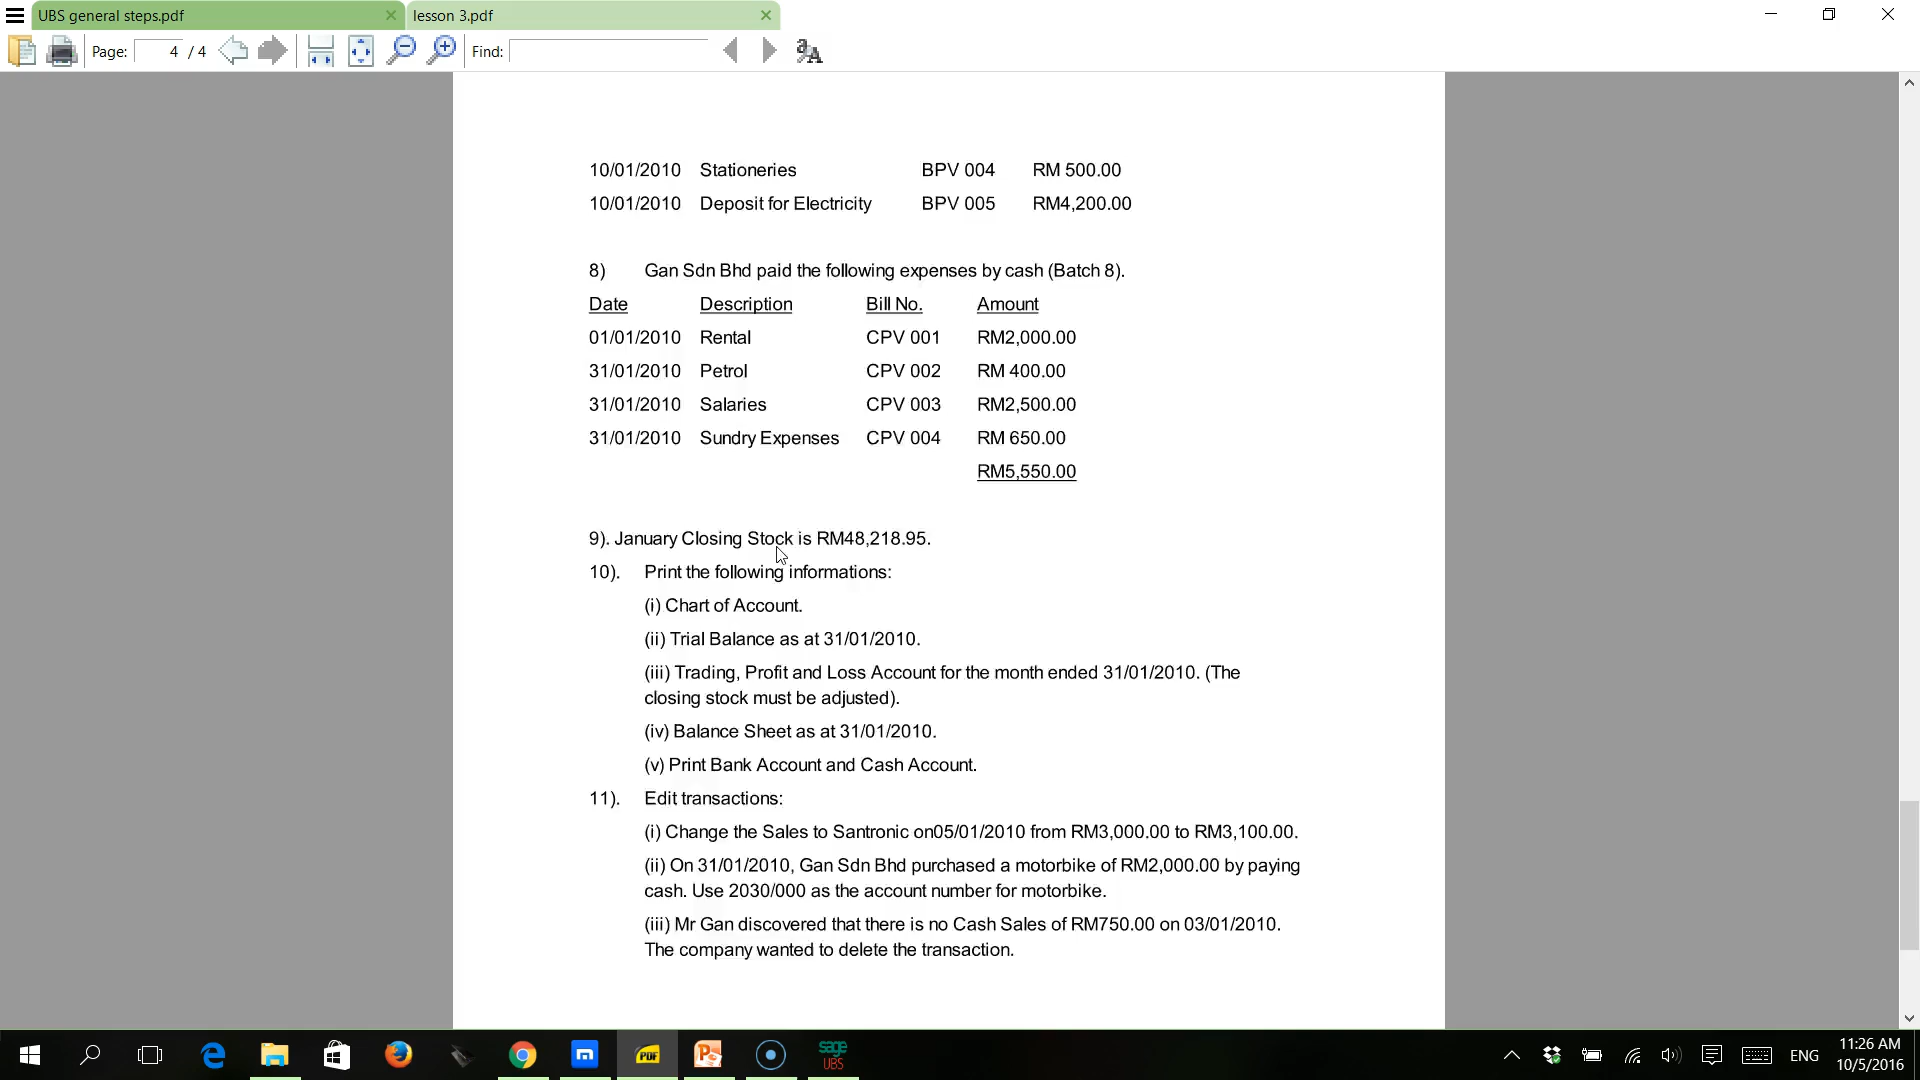 UBS general steps.pdf
lesson 3.pdf
Page: 4 / 4 Find:
10/01/2010 Stationeries BPV 004 RM 500.00
10/01/2010 Deposit for Electricity BPV 005 RM4,200.00
8) Gan Sdn Bhd paid the following expenses by cash (Batch 8).
Date Description Bill No. Amount
01/01/2010 Rental CPV 001 RM2,000.00
31/01/2010 Petrol CPV 002 RM 400.00
31/01/2010 Salaries CPV 003 RM2,500.00
31/01/2010 Sundry Expenses CPV 004 RM 650.00
RM5,550.00
9). January Closing Stock is RM48,218.95.
10). Print the following informations:
(i) Chart of Account.
(ii) Trial Balance as at 31/01/2010.
(iii) Trading, Profit and Loss Account for the month ended 31/01/2010. (The
closing stock must be adjusted).
(iv) Balance Sheet as at 31/01/2010.
(v) Print Bank Account and Cash Account.
11). Edit transactions:
(i) Change the Sales to Santronic on05/01/2010 from RM3,000.00 to RM3,100.00.
(ii) On 31/01/2010, Gan Sdn Bhd purchased a motorbike of RM2,000.00 by paying
cash. Use 2030/000 as the account number for motorbike.
(iii) Mr Gan discovered that there is no Cash Sales of RM750.00 on 03/01/2010.
The company wanted to delete the transaction.
PDF
sage
UBS
ENG
11:26 AM
10/5/2016